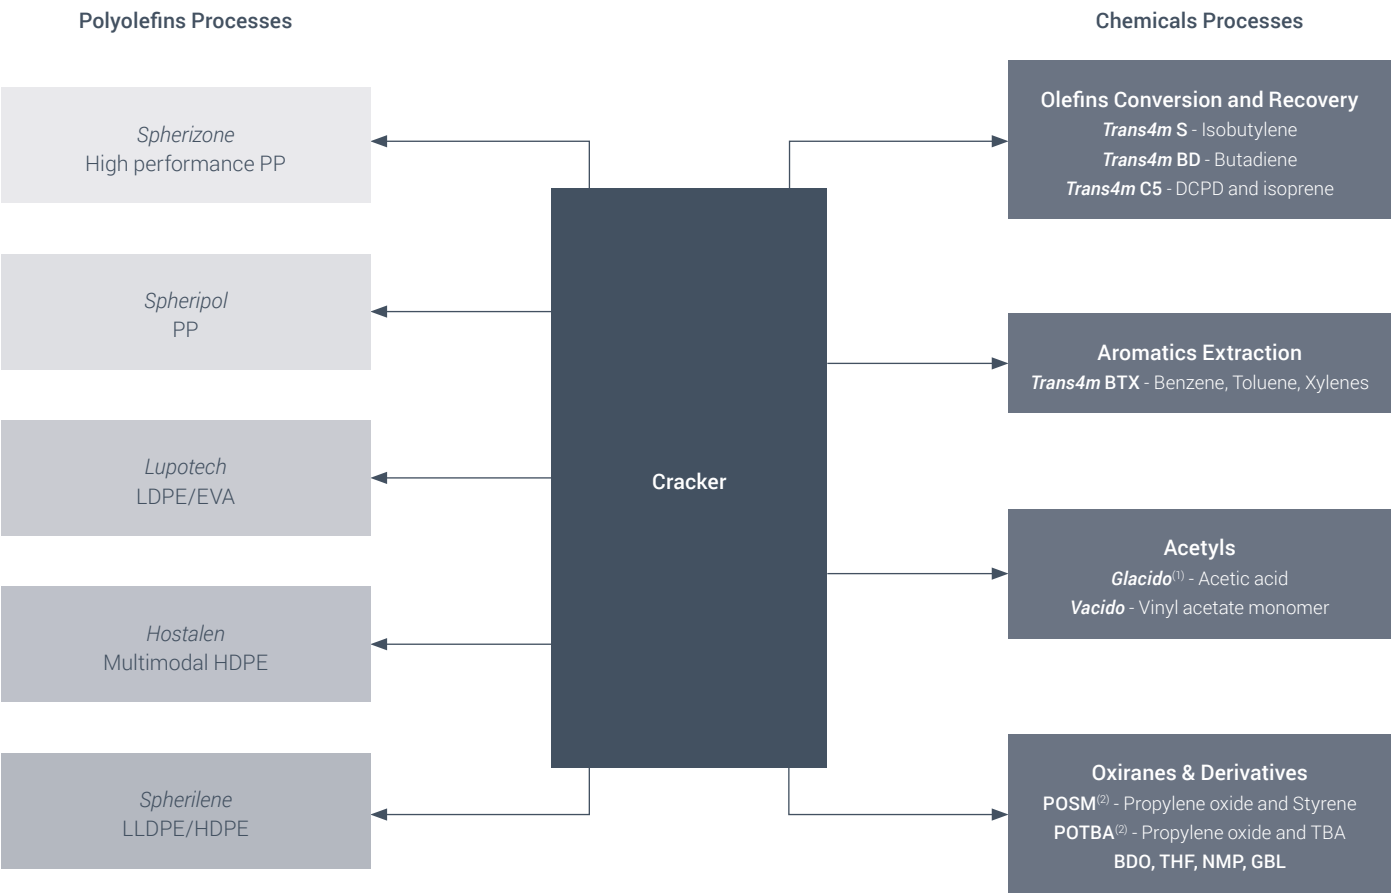 Polyolefins Processes
Chemicals Processes
Spherizone
High performance PP
Spheripol
PP
Lupotech
LDPE/EVA
Hostalen
Multimodal HDPE
Spherilene
LLDPE/HDPE
Cracker
Olefins Conversion and Recovery
Trans4m S - Isobutylene
Trans4m BD - Butadiene
Trans4m C5 - DCPD and isoprene
Aromatics Extraction
Trans4m BTX - Benzene, Toluene, Xylenes
Acetyls
Glacido(1) - Acetic acid
Vacido - Vinyl acetate monomer
Oxiranes & Derivatives
POSM(2) - Propylene oxide and Styrene
POTBA(2) - Propylene oxide and TBA
BDO, THF, NMP, GBL